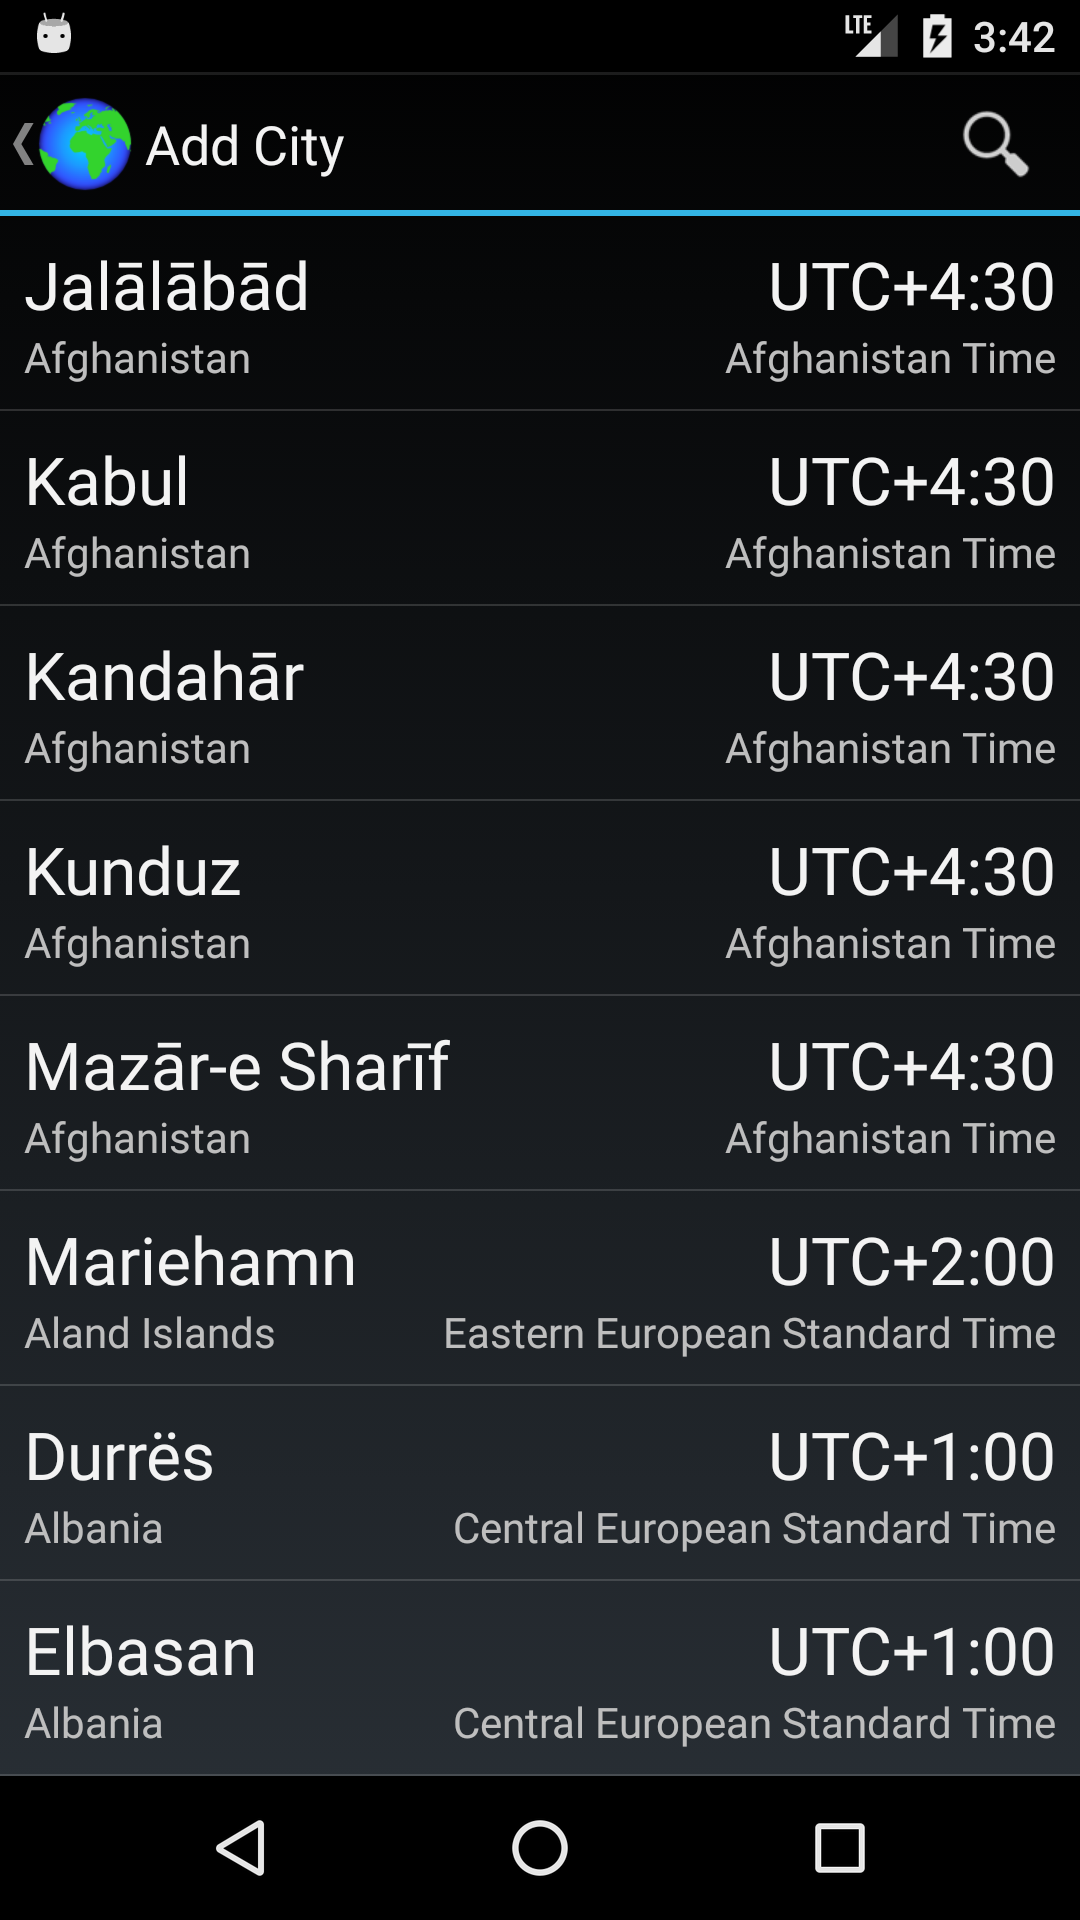 LTE 3:42
Add City
Jalālābād UTC+4:30
Afghanistan Afghanistan Time
Kabul UTC+4:30
Afghanistan Afghanistan Time
Kandahār UTC+4:30
Afghanistan Afghanistan Time
Kunduz UTC+4:30
Afghanistan Afghanistan Time
Mazār-e Sharīf UTC+4:30
Afghanistan Afghanistan Time
Mariehamn UTC+2:00
Aland Islands Eastern European Standard Time
Durrës UTC+1:00
Albania Central European Standard Time
Elbasan UTC+1:00
Albania Central European Standard Time